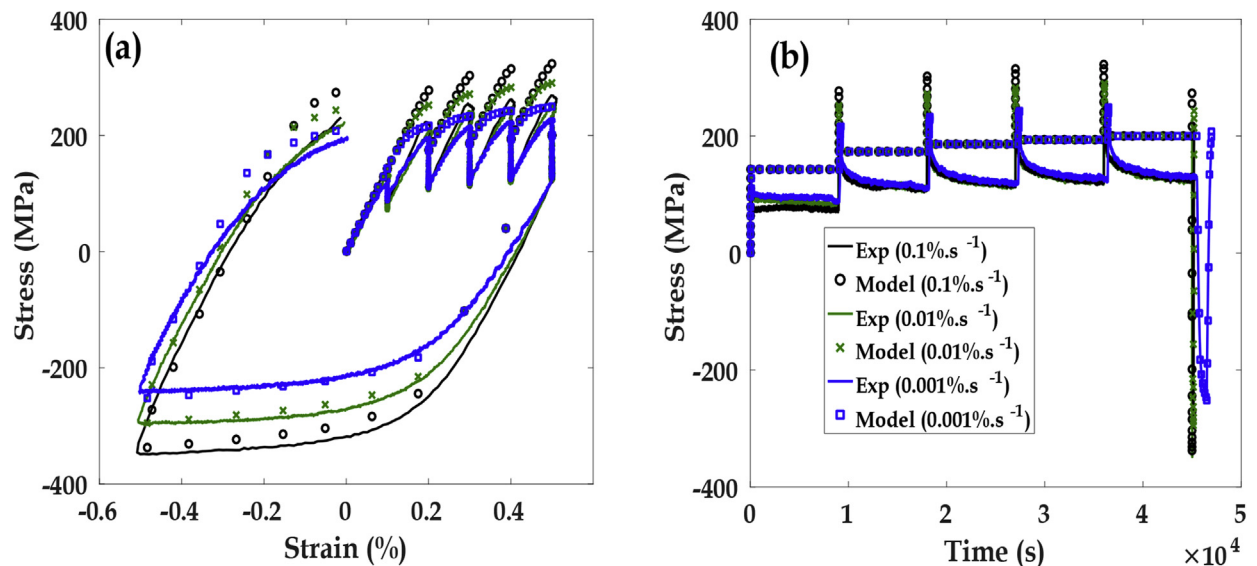 (a)
Stress (MPa)
400
200
0
-200
-400
-0.6
-0.4
-0.2
0
0.2
0.4
Strain (%)
(b)
Stress (MPa)
400
200
0
-200
-400
0
1
2
3
4
5
Time (s)
×10⁴
Exp (0.1%.s⁻¹)
Model (0.1%.s⁻¹)
Exp (0.01%.s⁻¹)
Model (0.01%.s⁻¹)
Exp (0.001%.s⁻¹)
Model (0.001%.s⁻¹)